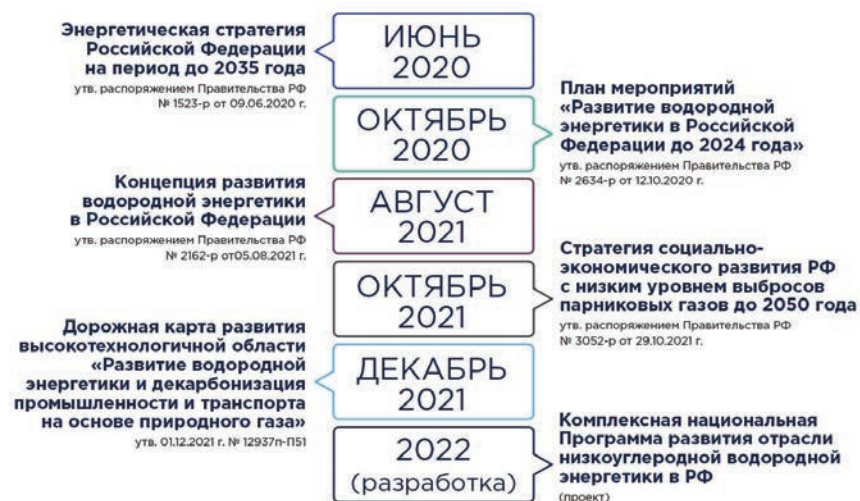 Энергетическая стратегия
Российской Федерации
на период до 2035 года
утв. распоряжением Правительства РФ
№ 1523-р от 09.06.2020 г.
ИЮНЬ
2020
ОКТЯБРЬ
2020
План мероприятий
«Развитие водородной
энергетики в Российской
Федерации до 2024 года»
утв. распоряжением Правительства РФ
№ 2634-р от 12.10.2020 г.
Концепция развития
водородной энергетики
в Российской Федерации
утв. распоряжением Правительства РФ
№ 2162-р от05.08.2021 г.
АВГУСТ
2021
ОКТЯБРЬ
2021
Стратегия социально-
экономического развития РФ
с низким уровнем выбросов
парниковых газов до 2050 года
утв. распоряжением Правительства РФ
№ 3052-р от 29.10.2021 г.
Дорожная карта развития
высокотехнологичной области
«Развитие водородной
энергетики и декарбонизация
промышленности и транспорта
на основе природного газа»
утв. 01.12.2021 г. № 12937п-П51
ДЕКАБРЬ
2021
2022
(разработка)
Комплексная национальная
Программа развития отрасли
низкоуглеродной водородной
энергетики в РФ
(проект)